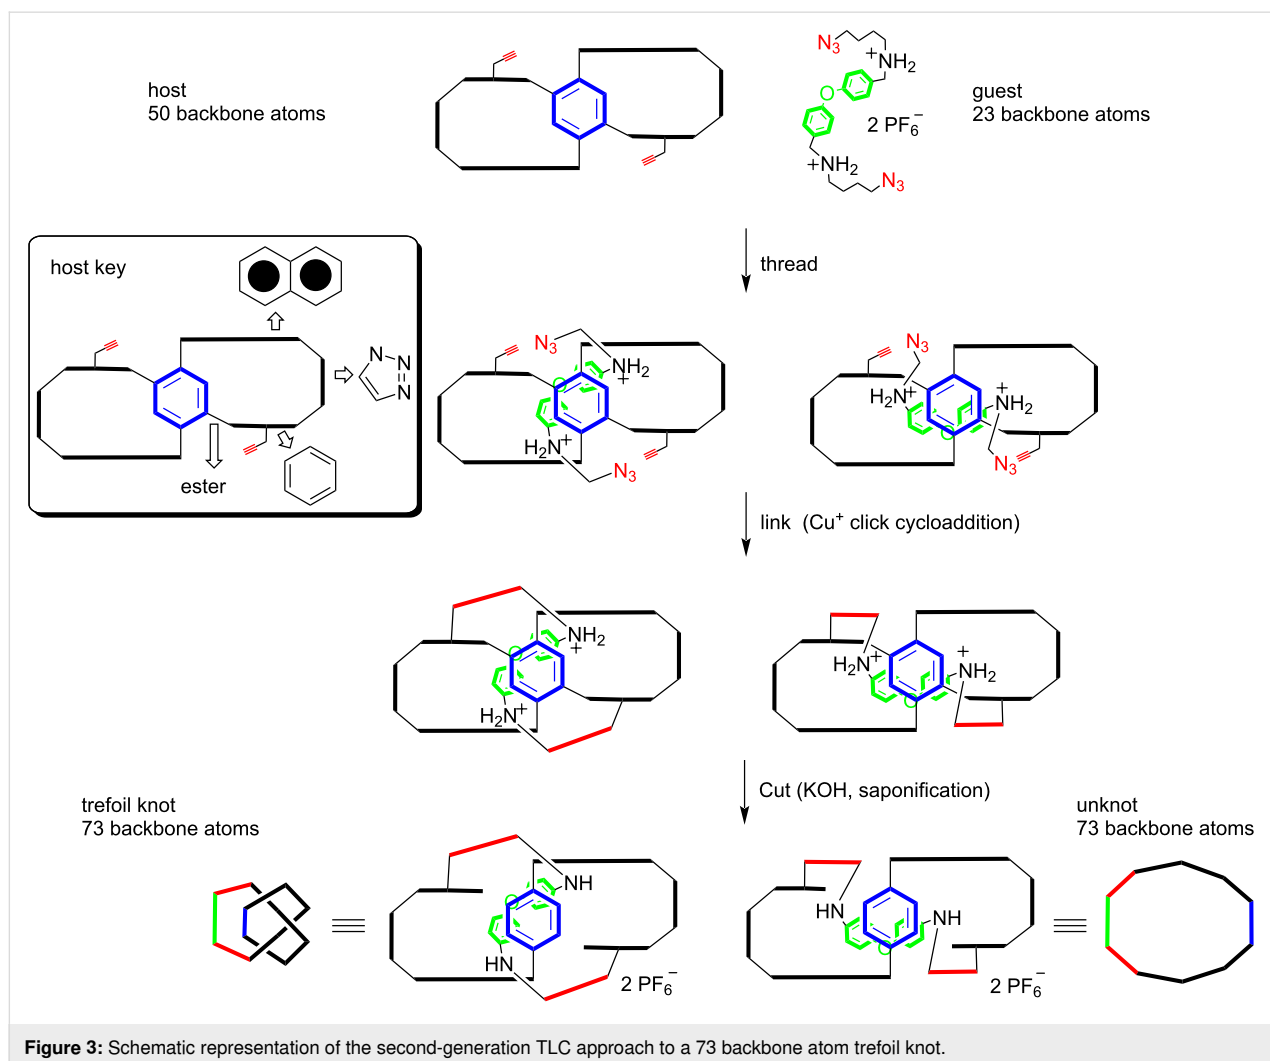 host
50 backbone atoms
N3
+
NH2
O
2 PF6−
+
NH2
N3
guest
23 backbone atoms
thread
host key
N
N
N
ester
N3
NH2
+
O
H2N+
N3
N3
H2N+
+
NH2
O
N3
link (Cu+ click cycloaddition)
NH2
+
O
H2N+
H2N+
+
NH2
O
Cut (KOH, saponification)
trefoil knot
73 backbone atoms
unknot
73 backbone atoms
NH
O
HN
2 PF6−
HN
NH
O
2 PF6−
Figure 3: Schematic representation of the second-generation TLC approach to a 73 backbone atom trefoil knot.